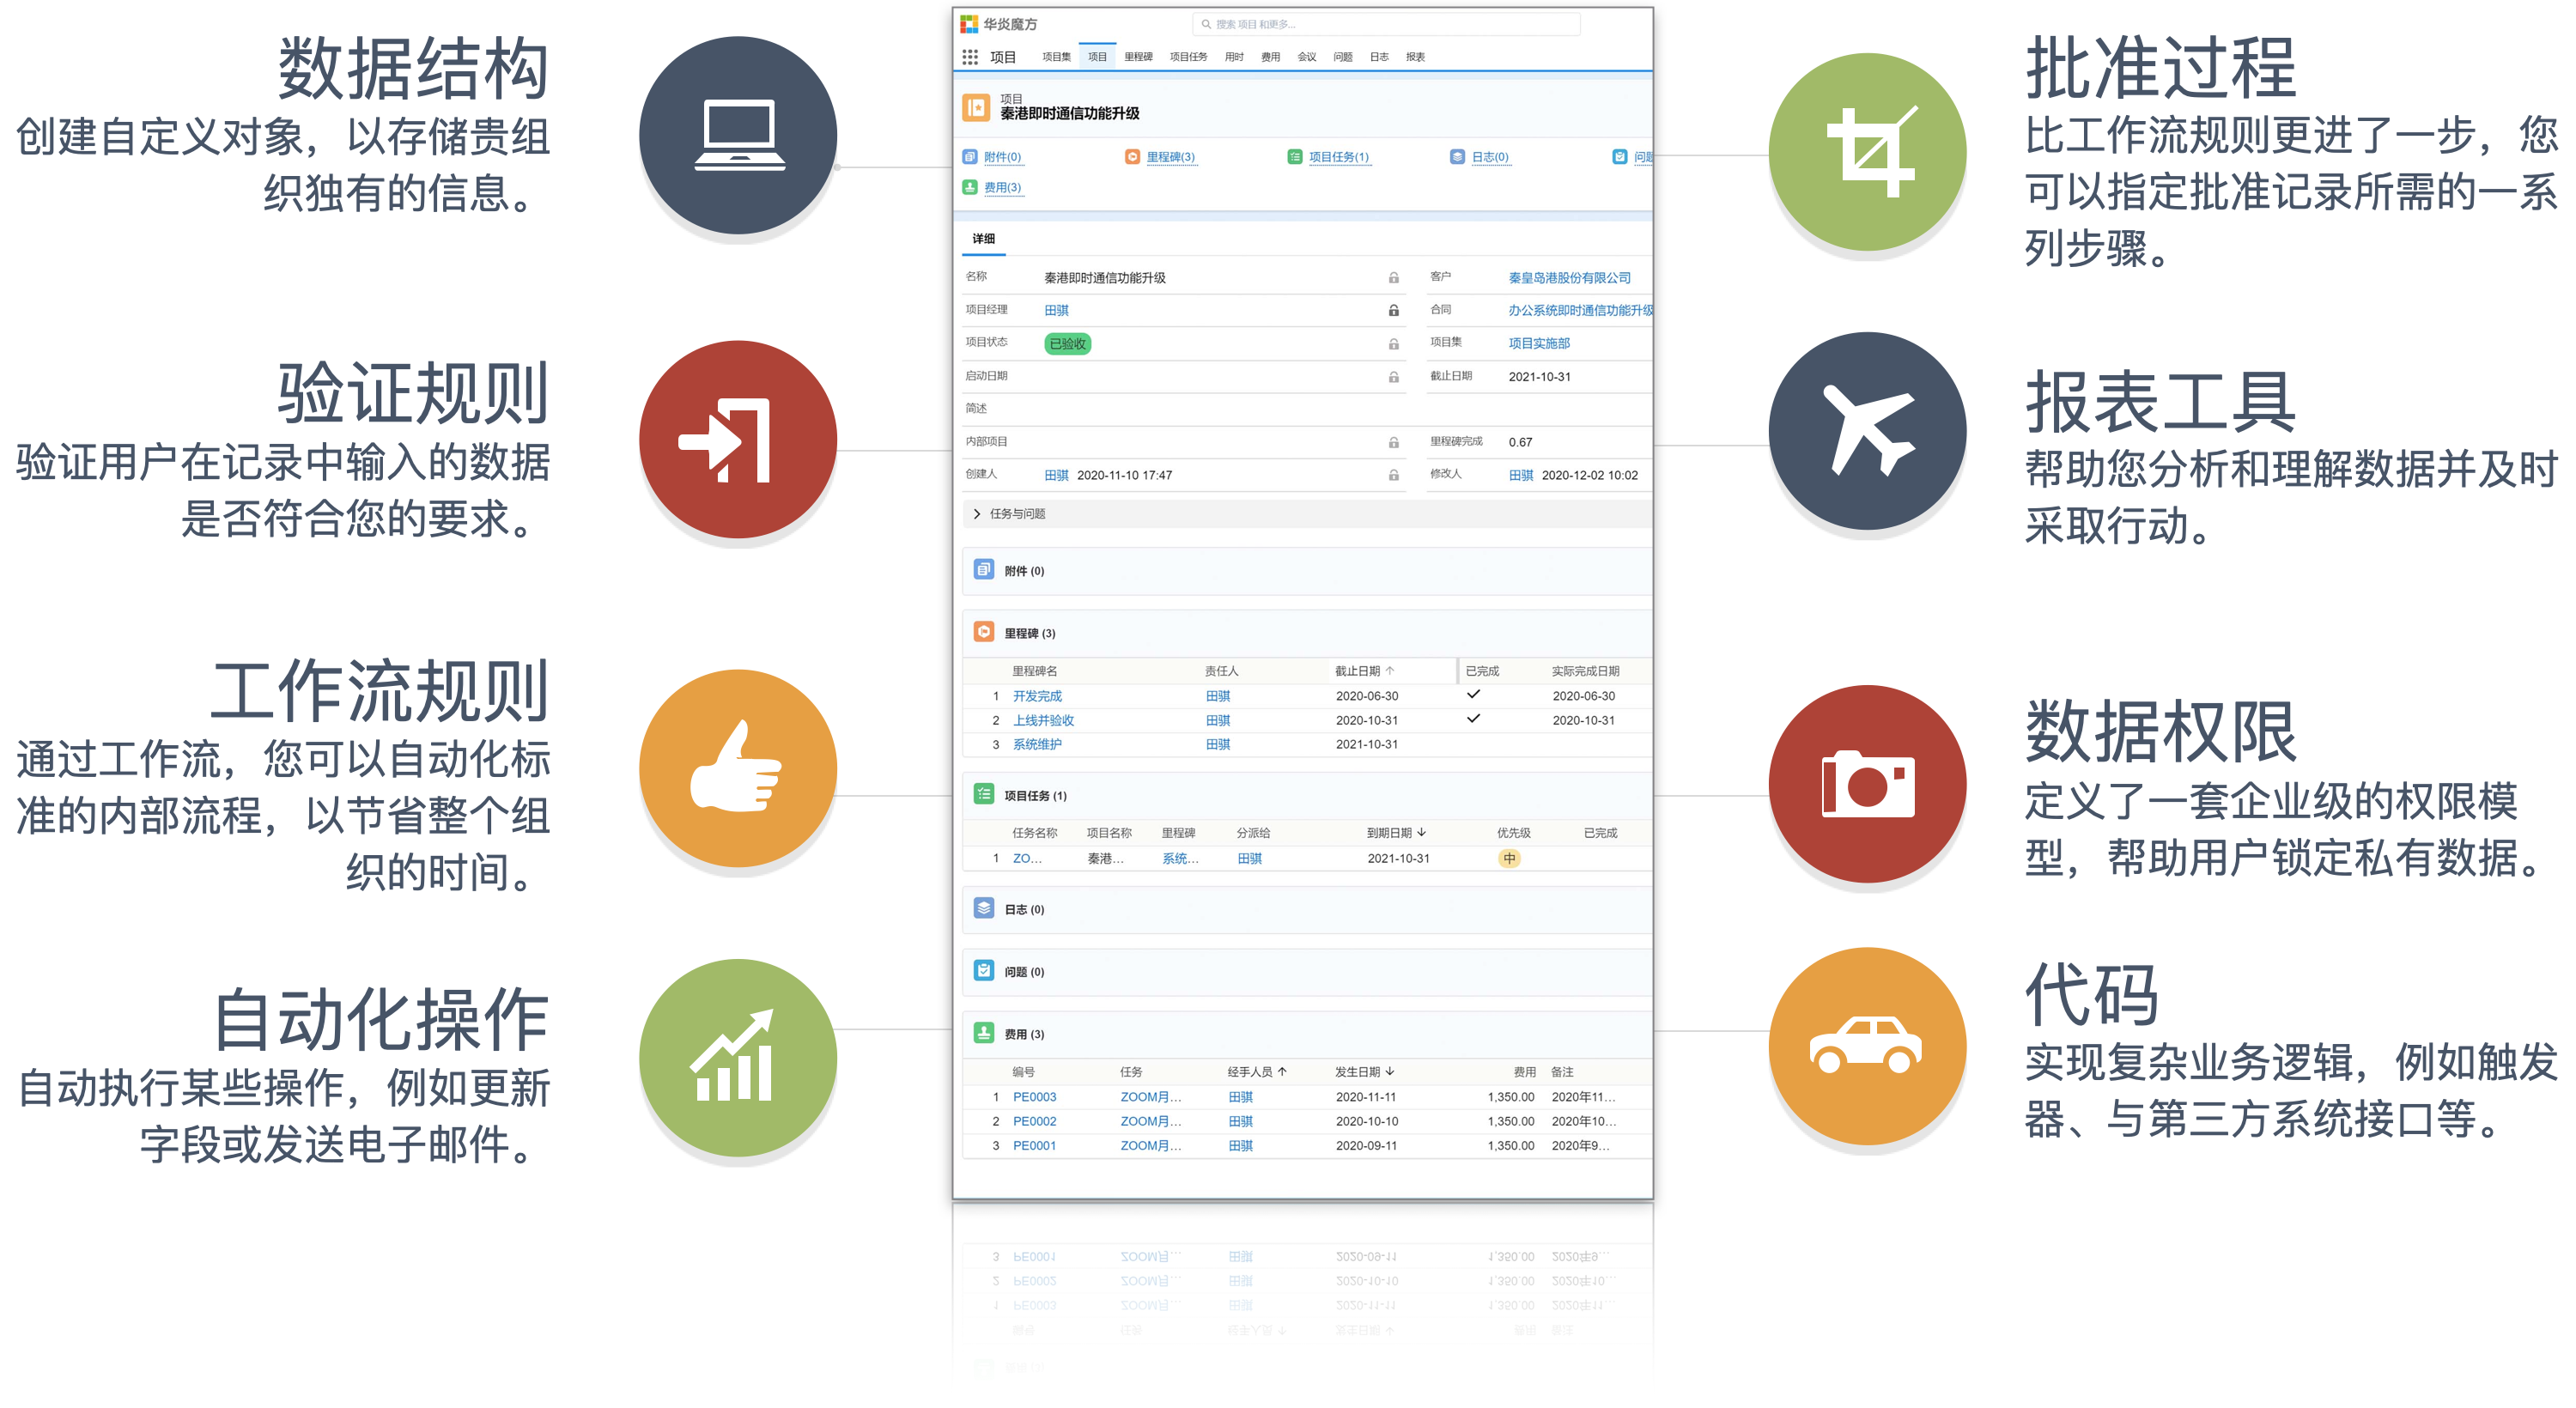 数据结构
创建自定义对象，以存储贵组
织独有的信息。
验证规则
验证用户在记录中输入的数据
是否符合您的要求。
工作流规则
通过工作流，您可以自动化标
准的内部流程，以节省整个组
织的时间。
自动化操作
自动执行某些操作，例如更新
字段或发送电子邮件。
华炎魔方
搜索 项目 和更多...
项目 项目集 项目 里程碑 项目任务 用时 费用 会议 问题 日志 报表
项目
秦港即时通信功能升级
附件(0) 里程碑(3) 项目任务(1) 日志(0) 问题
费用(3)
详细
名称 秦港即时通信功能升级 客户 秦皇岛港股份有限公司
项目经理 田骐 合同 办公系统即时通信功能升级
项目状态 已验收 项目集 项目实施部
启动日期 截止日期 2021-10-31
简述
内部项目 里程碑完成 0.67
创建人 田骐 2020-11-10 17:47 修改人 田骐 2020-12-02 10:02
任务与问题
附件 (0)
里程碑 (3)
里程碑名 责任人 截止日期 ↑ 已完成 实际完成日期
1 开发完成 田骐 2020-06-30 ✓ 2020-06-30
2 上线并验收 田骐 2020-10-31 ✓ 2020-10-31
3 系统维护 田骐 2021-10-31
项目任务 (1)
任务名称 项目名称 里程碑 分派给 到期日期 ↓ 优先级 已完成
1 ZO... 秦港... 系统... 田骐 2021-10-31 中
日志 (0)
问题 (0)
费用 (3)
编号 任务 经手人员 ↑ 发生日期 ↓ 费用 备注
1 PE0003 ZOOM月... 田骐 2020-11-11 1,350.00 2020年11...
2 PE0002 ZOOM月... 田骐 2020-10-10 1,350.00 2020年10...
3 PE0001 ZOOM月... 田骐 2020-09-11 1,350.00 2020年9...
批准过程
比工作流规则更进了一步，您
可以指定批准记录所需的一系
列步骤。
报表工具
帮助您分析和理解数据并及时
采取行动。
数据权限
定义了一套企业级的权限模
型，帮助用户锁定私有数据。
代码
实现复杂业务逻辑，例如触发
器、与第三方系统接口等。